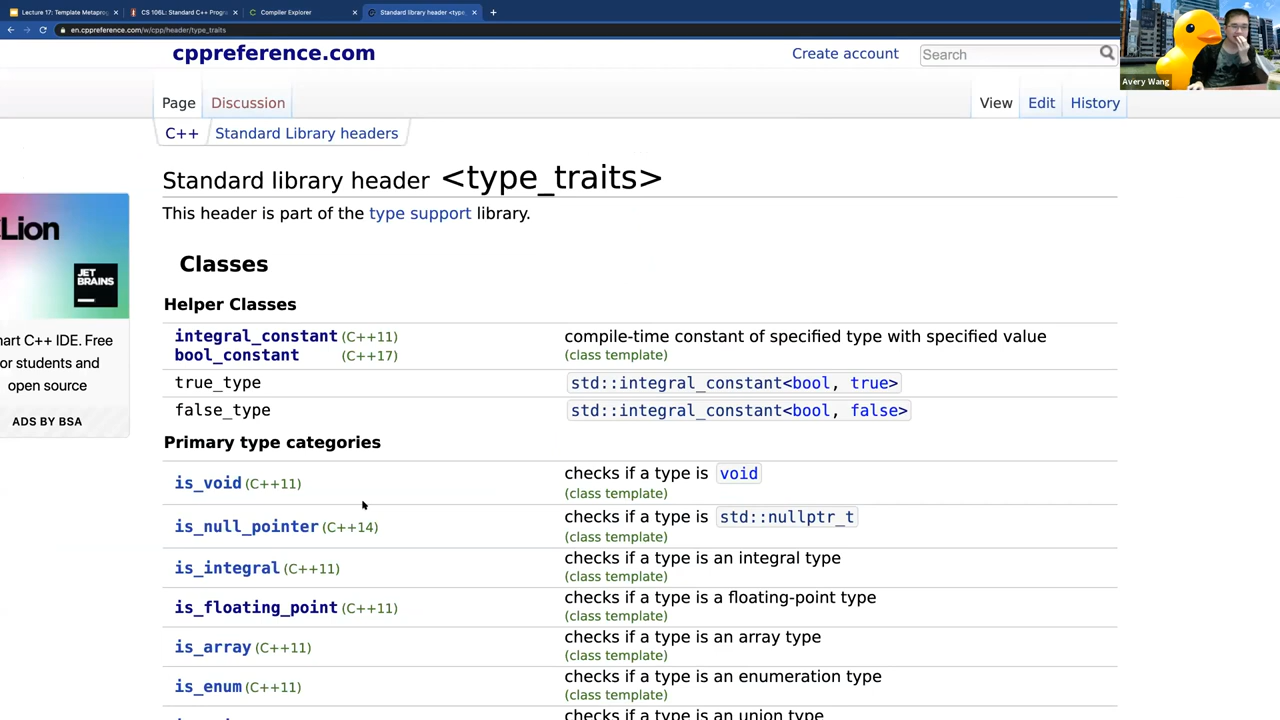 Lecture 17: Template Metaprog
CS 106L: Standard C++ Progr
Compiler Explorer
Standard library header <type_
en.cppreference.com/w/cpp/header/type_traits
cppreference.com
Create account
Search
Avery Wang
Page
Discussion
View
Edit
History
C++
Standard Library headers
Standard library header <type_traits>
This header is part of the type support library.
Lion
JET
BRAINS
mart C++ IDE. Free
or students and
open source
ADS BY BSA
Classes
Helper Classes
integral_constant (C++11)
bool_constant (C++17)
compile-time constant of specified type with specified value
(class template)
true_type
std::integral_constant<bool, true>
false_type
std::integral_constant<bool, false>
Primary type categories
is_void (C++11)
checks if a type is void
(class template)
is_null_pointer (C++14)
checks if a type is std::nullptr_t
(class template)
is_integral (C++11)
checks if a type is an integral type
(class template)
is_floating_point (C++11)
checks if a type is a floating-point type
(class template)
is_array (C++11)
checks if a type is an array type
(class template)
is_enum (C++11)
checks if a type is an enumeration type
(class template)
checks if a type is an union type